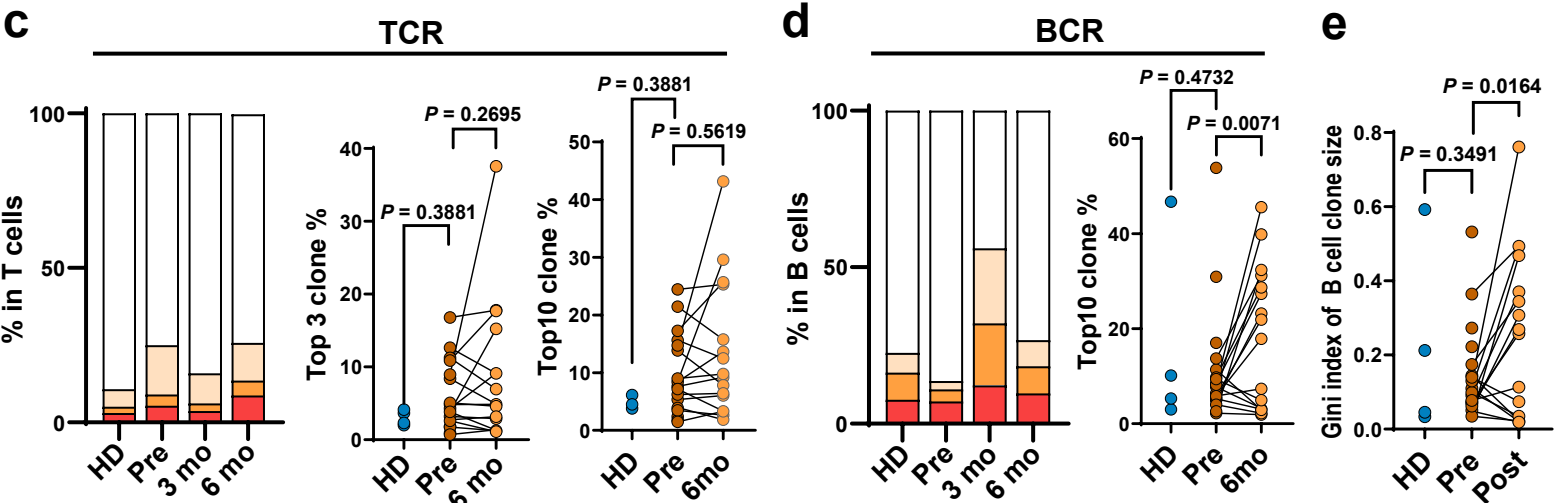 c
TCR
% in T cells
100
50
0
HD
Pre
3 mo
6 mo
Top 3 clone %
40
30
20
10
0
P = 0.3881
P = 0.2695
HD
Pre
6 mo
Top10 clone %
50
40
30
20
10
0
P = 0.3881
P = 0.5619
HD
Pre
6mo
d
BCR
% in B cells
100
50
0
HD
Pre
3 mo
6 mo
Top10 clone %
60
40
20
0
P = 0.4732
P = 0.0071
HD
Pre
6mo
e
Gini index of B cell clone size
0.8
0.6
0.4
0.2
0.0
P = 0.3491
P = 0.0164
HD
Pre
Post